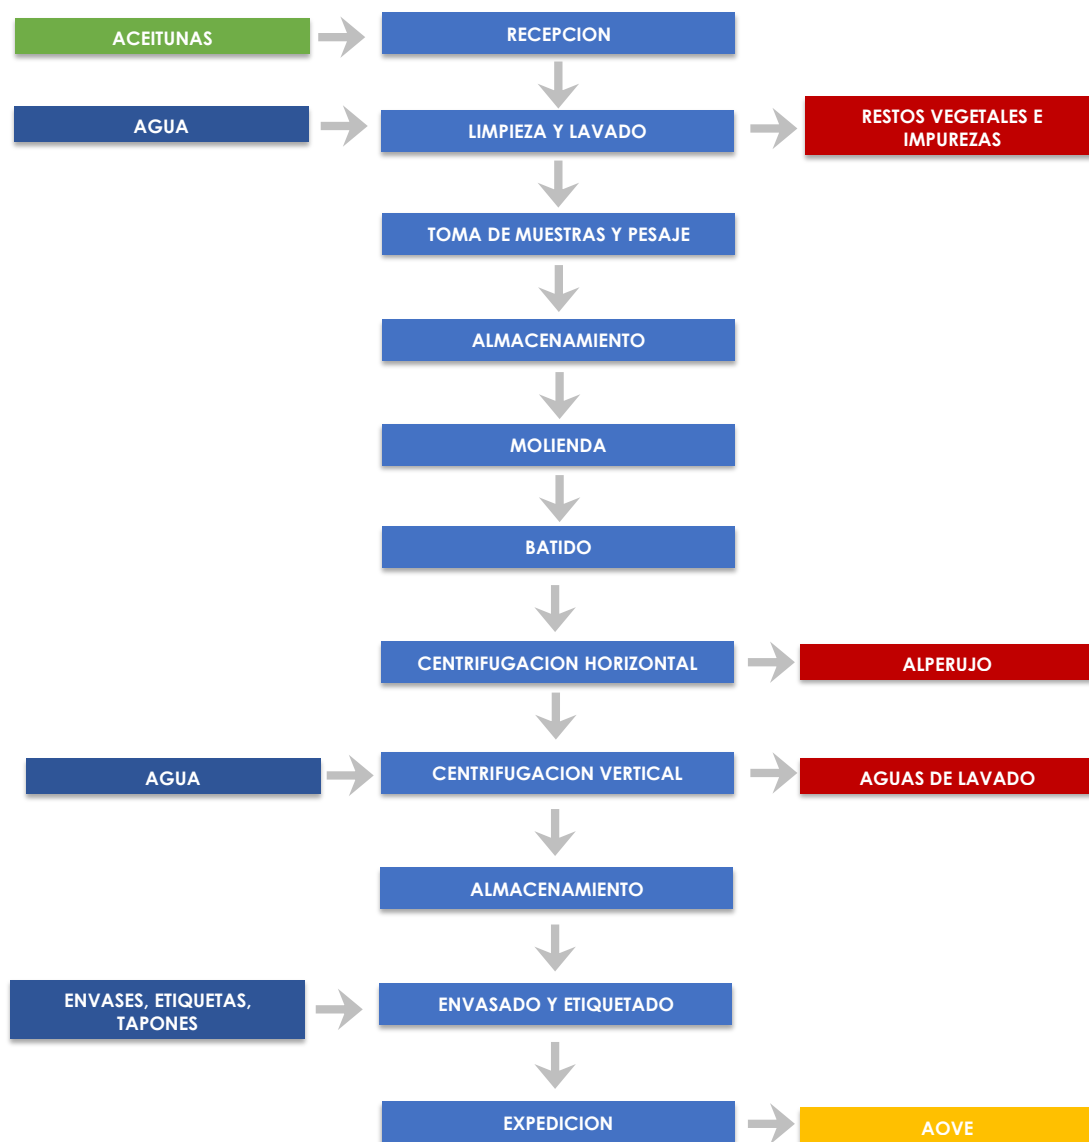 ACEITUNAS
RECEPCION
AGUA
LIMPIEZA Y LAVADO
RESTOS VEGETALES E
IMPUREZAS
TOMA DE MUESTRAS Y PESAJE
ALMACENAMIENTO
MOLIENDA
BATIDO
CENTRIFUGACION HORIZONTAL
ALPERUJO
AGUA
CENTRIFUGACION VERTICAL
AGUAS DE LAVADO
ALMACENAMIENTO
ENVASES, ETIQUETAS,
TAPONES
ENVASADO Y ETIQUETADO
EXPEDICION
AOVE